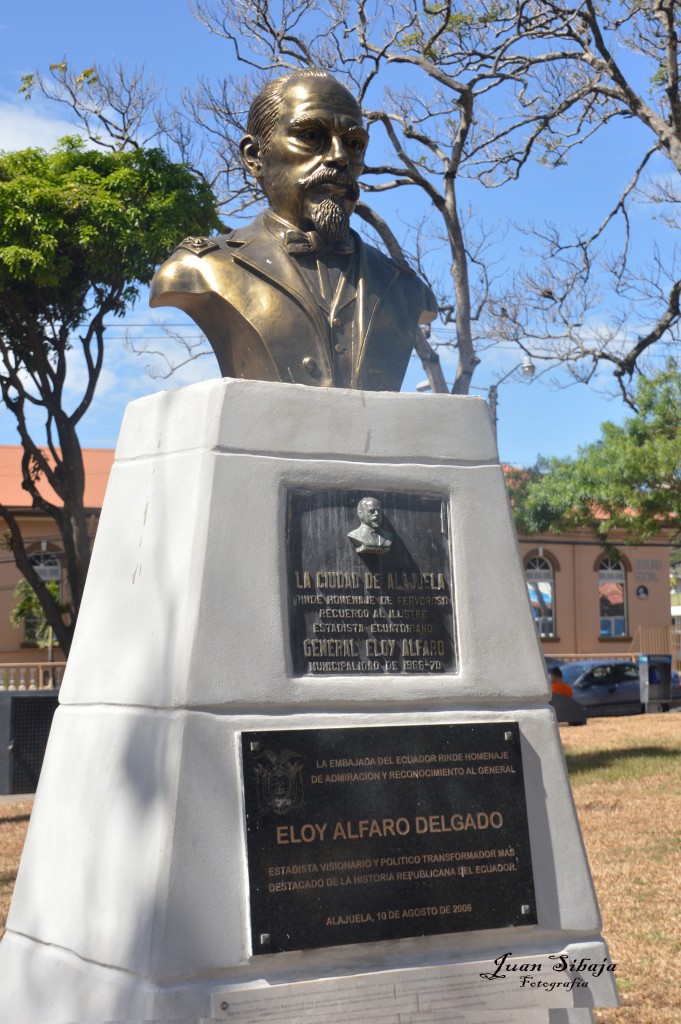 LA CIUDAD DE ALAJUELA
RINDE HOMENAJE DE FERVOROSO
RECUERDO AL ILUSTRE
ESTADISTA ECUATORIANO
GENERAL ELOY ALFARO
MUNICIPALIDAD DE 1966-70
SEGURO
SOCIAL
LA EMBAJADA DEL ECUADOR RINDE HOMENAJE
DE ADMIRACION Y RECONOCIMIENTO AL GENERAL
ELOY ALFARO DELGADO
ESTADISTA VISIONARIO Y POLITICO TRANSFORMADOR MAS
DESTACADO DE LA HISTORIA REPUBLICANA DEL ECUADOR.
ALAJUELA, 10 DE AGOSTO DE 2006
Juan Sibaja
Fotografía